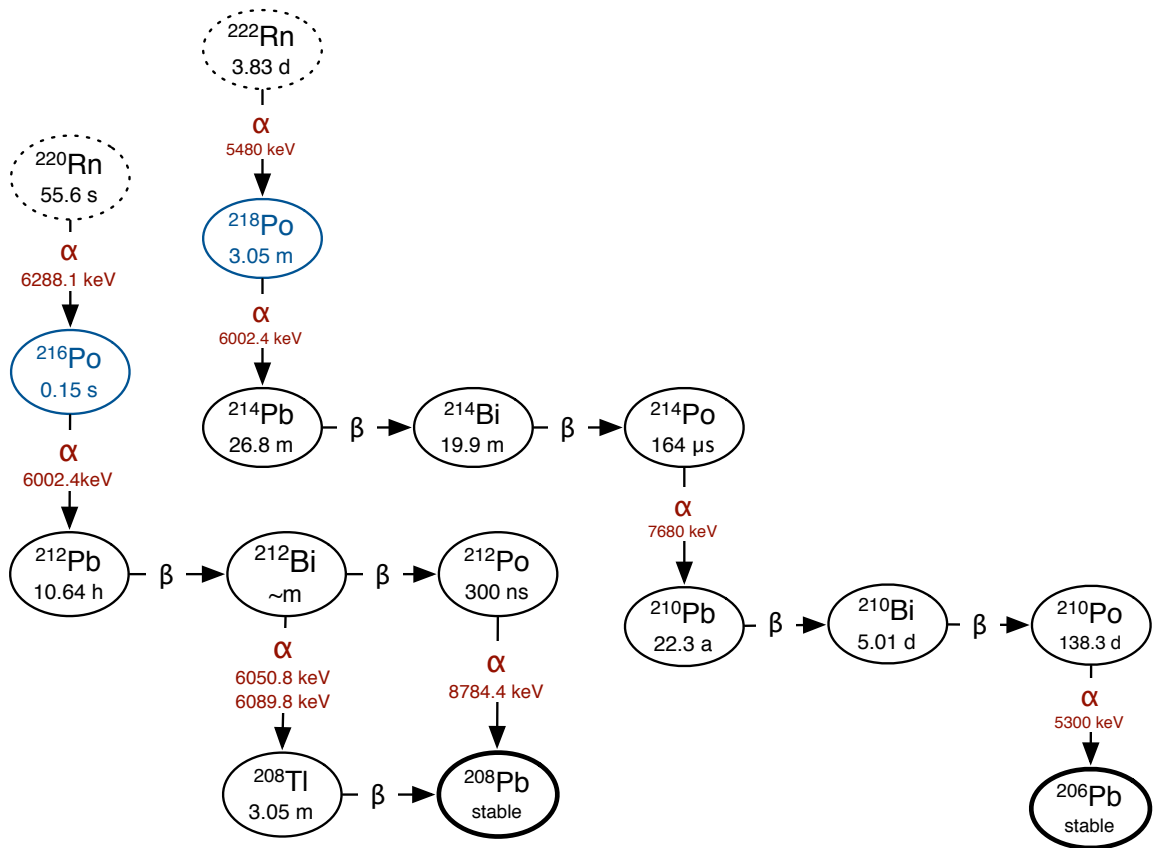 ²²²Rn
3.83 d
α
5480 keV
²²⁰Rn
55.6 s
α
6288.1 keV
²¹⁸Po
3.05 m
α
6002.4 keV
²¹⁶Po
0.15 s
α
6002.4keV
²¹⁴Pb
26.8 m
β
²¹⁴Bi
19.9 m
β
²¹⁴Po
164 µs
α
7680 keV
²¹²Pb
10.64 h
β
²¹²Bi
~m
β
²¹²Po
300 ns
α
6050.8 keV
6089.8 keV
α
8784.4 keV
²¹⁰Pb
22.3 a
β
²¹⁰Bi
5.01 d
β
²¹⁰Po
138.3 d
α
5300 keV
²⁰⁸Tl
3.05 m
β
²⁰⁸Pb
stable
²⁰⁶Pb
stable